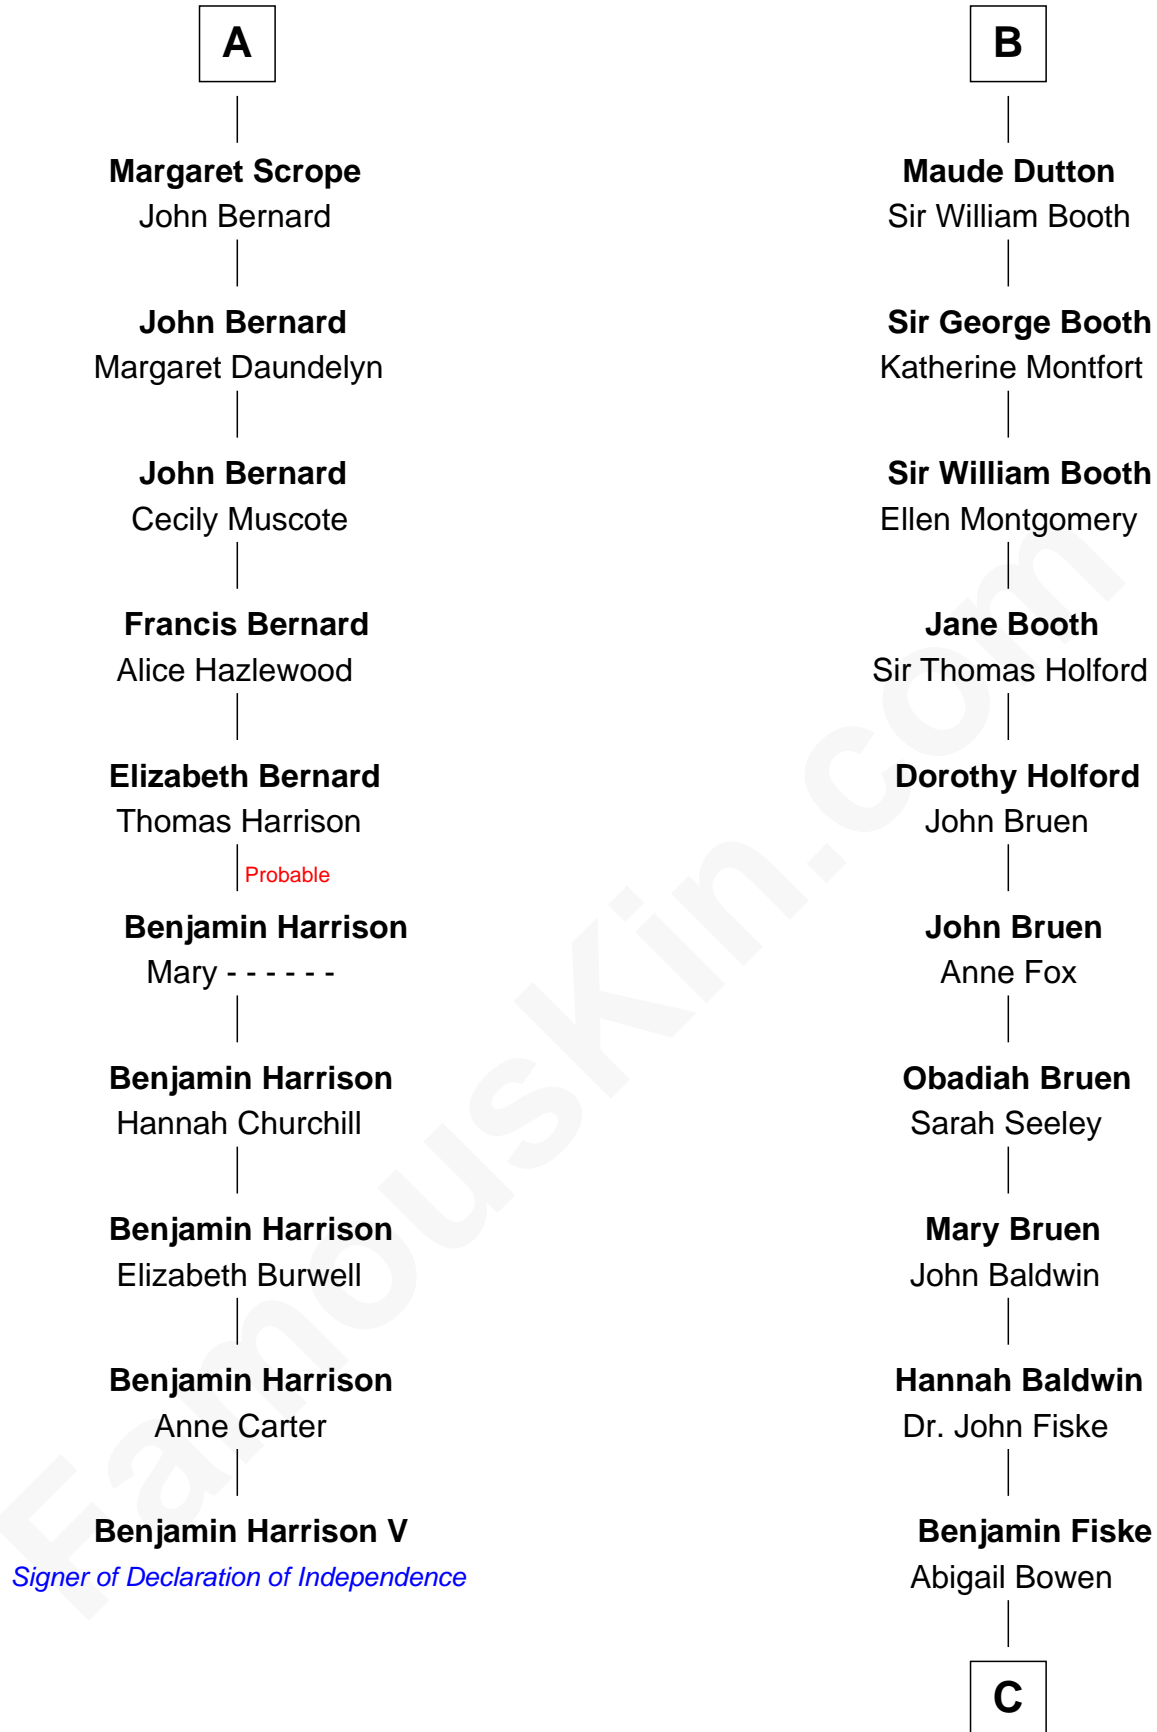 A
Margaret Scrope
John Bernard
John Bernard
Margaret Daundelyn
John Bernard
Cecily Muscote
Francis Bernard
Alice Hazlewood
Elizabeth Bernard
Thomas Harrison
Probable
Benjamin Harrison
Mary - - - - - -
Benjamin Harrison
Hannah Churchill
Benjamin Harrison
Elizabeth Burwell
Benjamin Harrison
Anne Carter
Benjamin Harrison V
Signer of Declaration of Independence
B
Maude Dutton
Sir William Booth
Sir George Booth
Katherine Montfort
Sir William Booth
Ellen Montgomery
Jane Booth
Sir Thomas Holford
Dorothy Holford
John Bruen
John Bruen
Anne Fox
Obadiah Bruen
Sarah Seeley
Mary Bruen
John Baldwin
Hannah Baldwin
Dr. John Fiske
Benjamin Fiske
Abigail Bowen
C
FamousKin.com